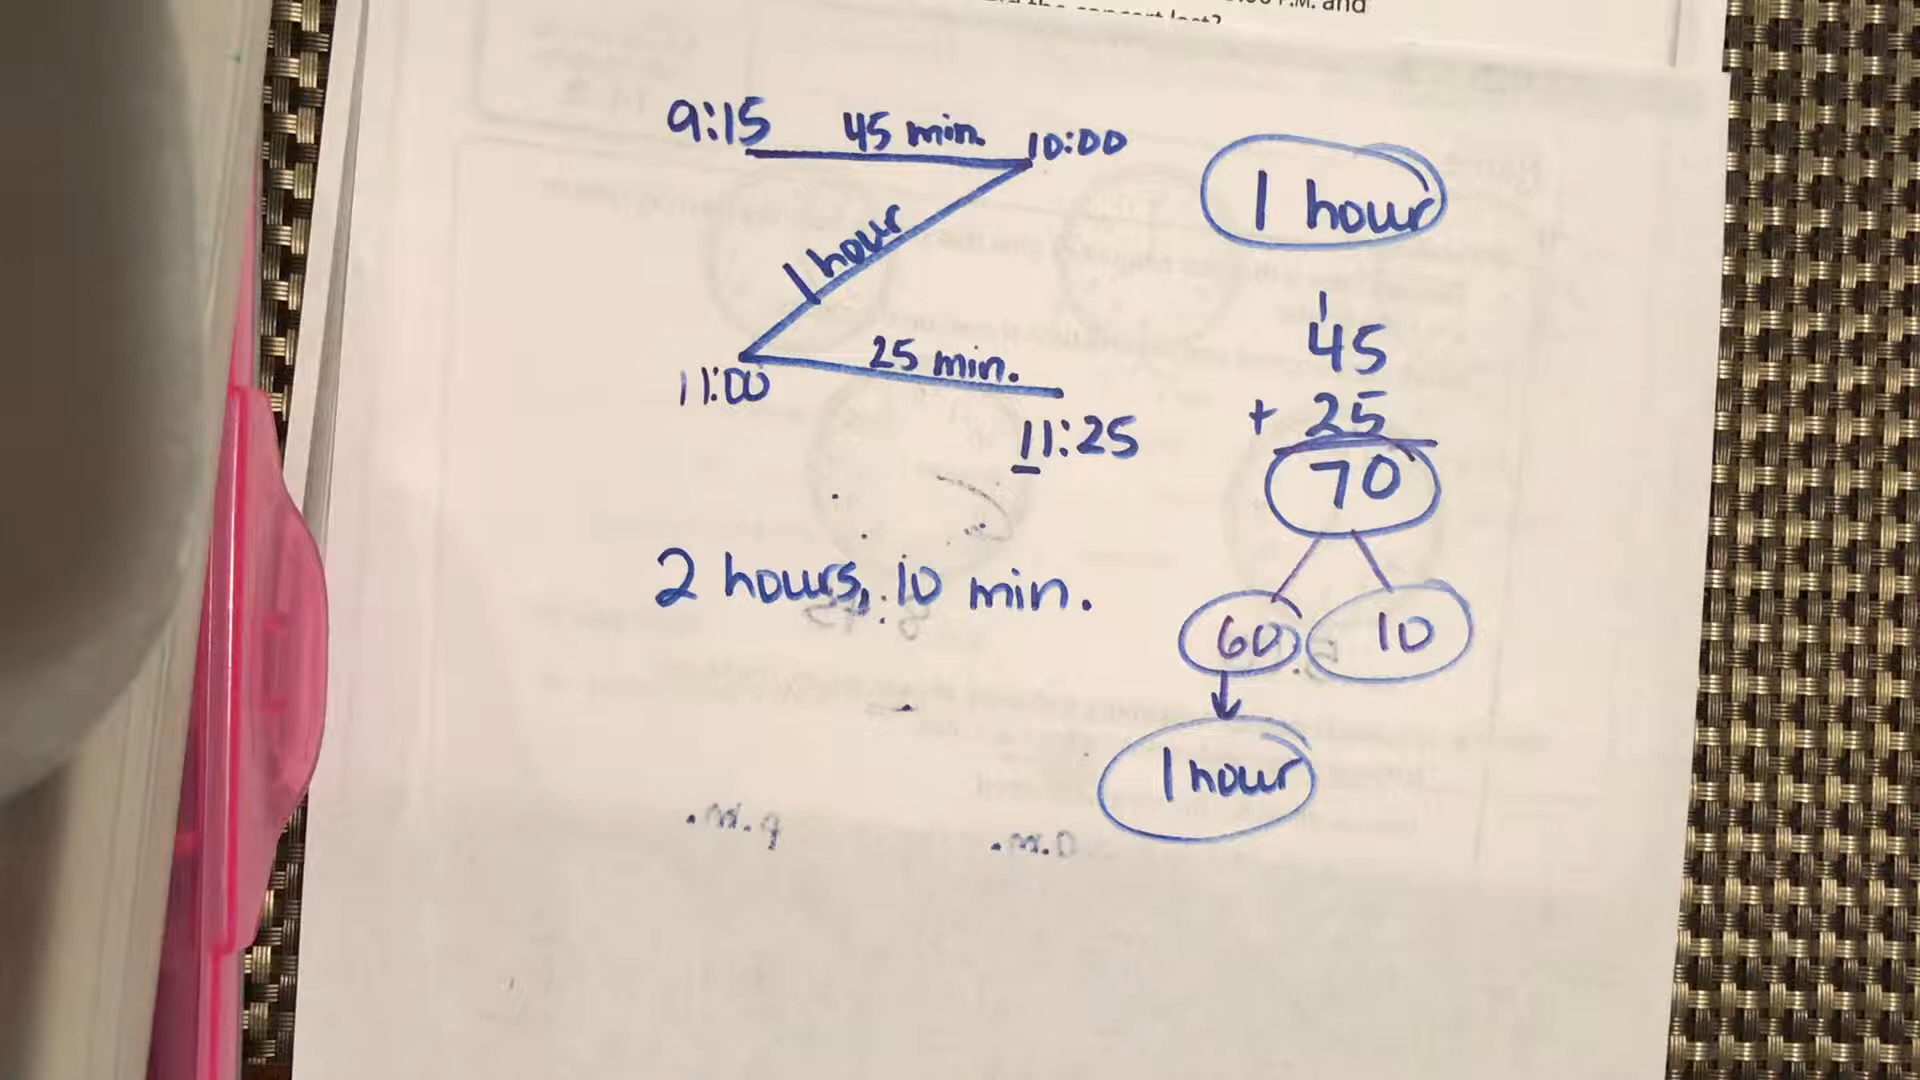 P.M. and
9:15 45 min. 10:00
1 hour
1 hour
25 min.
11:00
11:25
1
45
+ 25
70
60 10
1 hour
2 hours, 10 min.